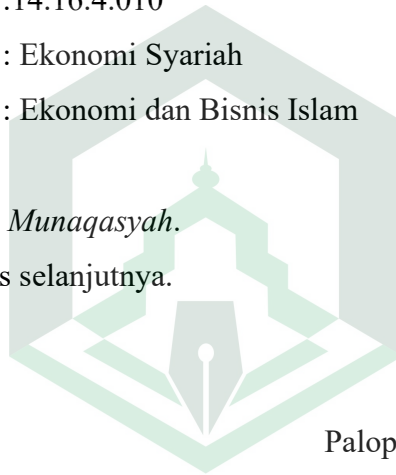 :14.16.4.010
: Ekonomi Syariah
: Ekonomi dan Bisnis Islam
Munaqasyah.
s selanjutnya.
Palop